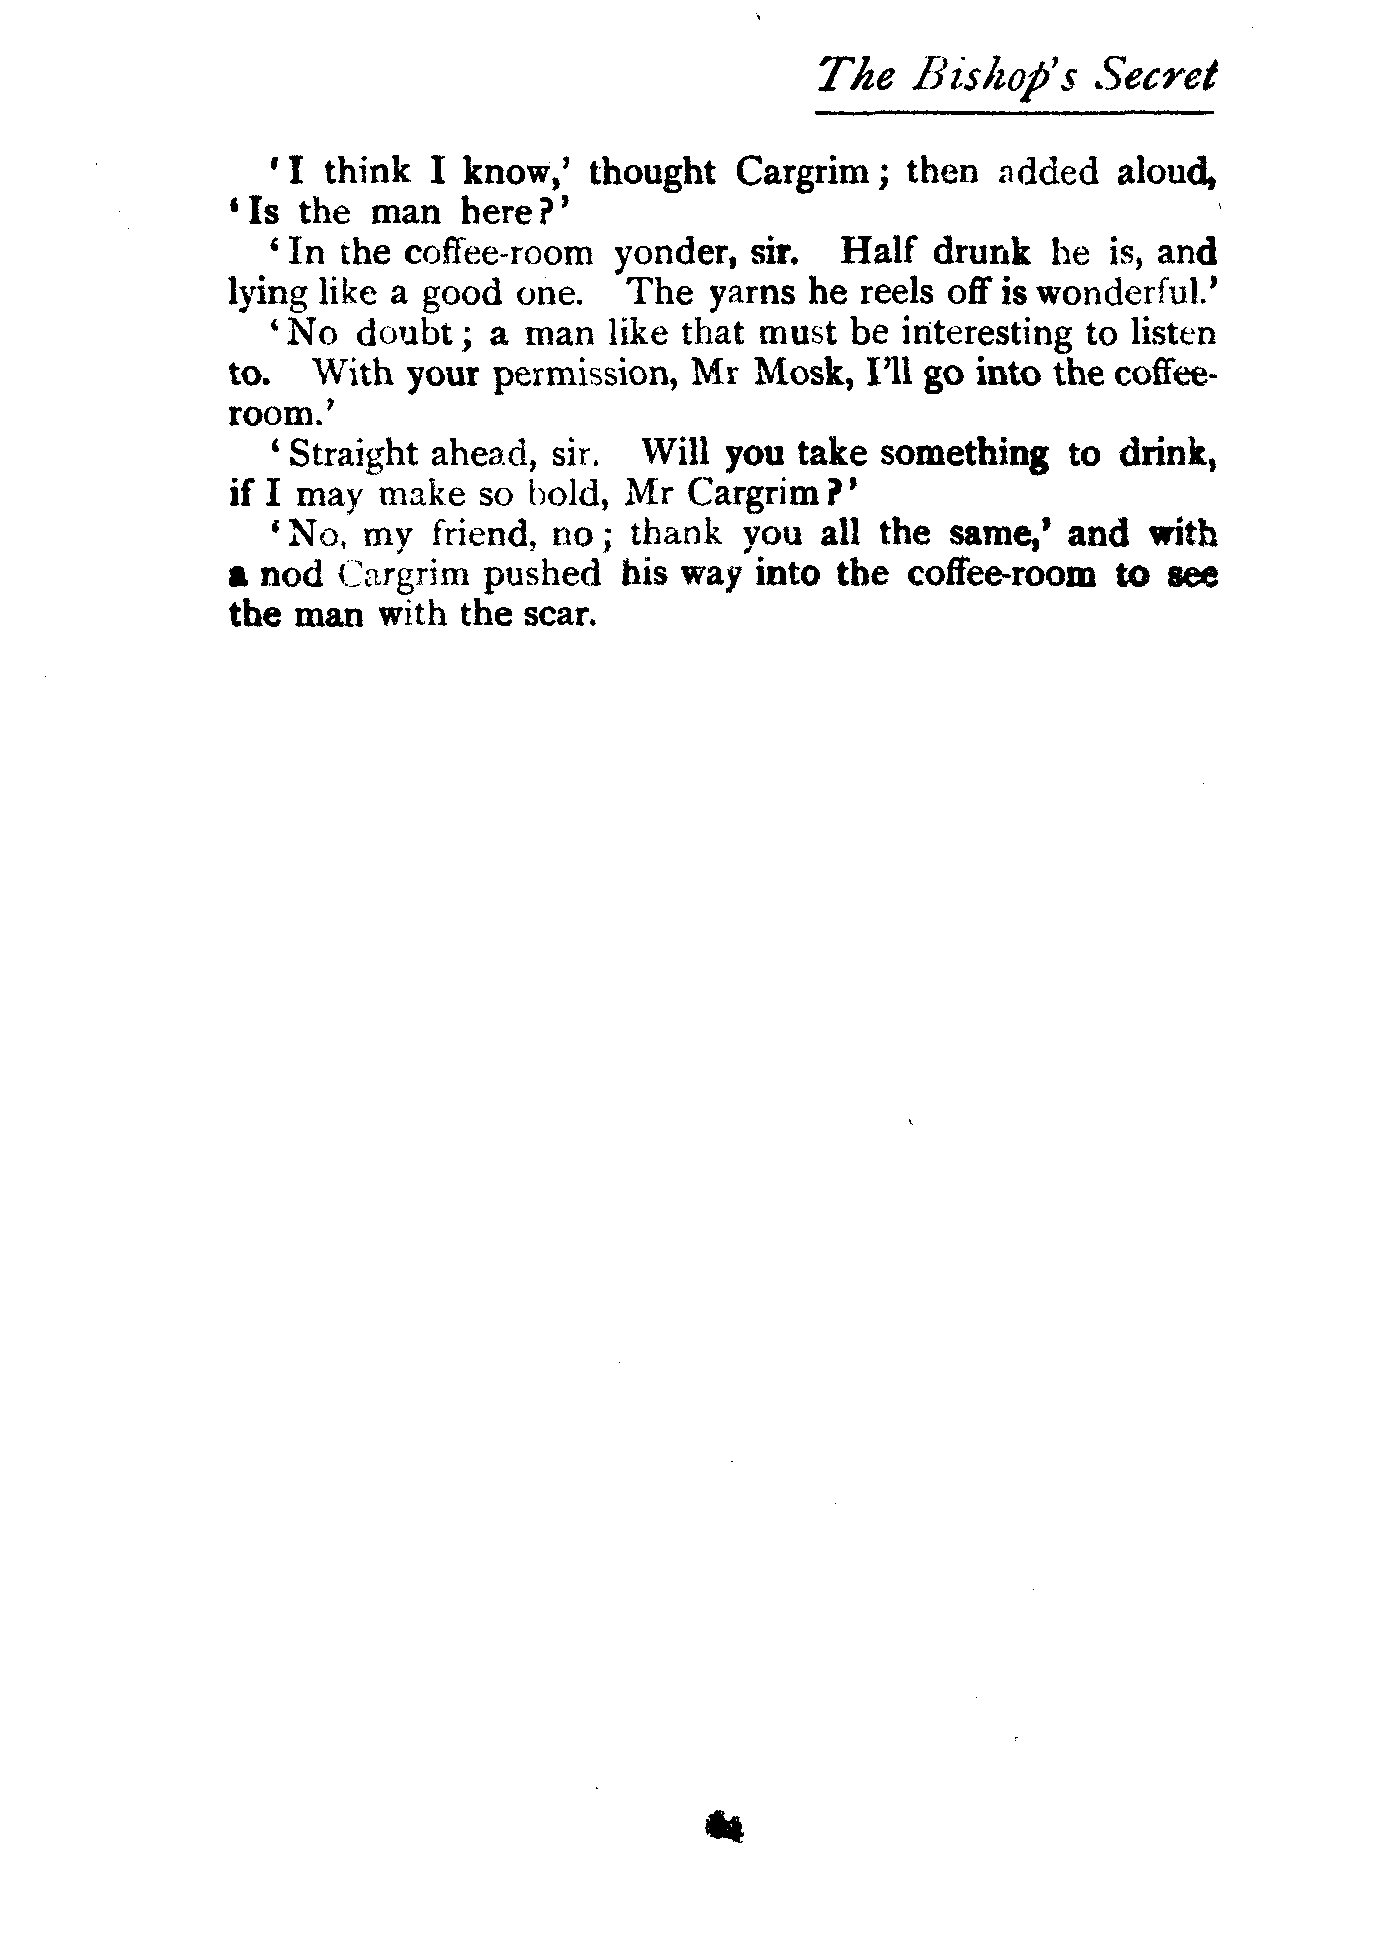 The Bishop's Secret
'I think I know,' thought Cargrim; then added aloud,
'Is the man here?'
'In the coffee-room yonder, sir. Half drunk he is, and
lying like a good one. The yarns he reels off is wonderful.'
'No doubt; a man like that must be interesting to listen
to. With your permission, Mr Mosk, I'll go into the coffee-
room.'
'Straight ahead, sir. Will you take something to drink,
if I may make so bold, Mr Cargrim?'
'No, my friend, no; thank you all the same,' and with
a nod Cargrim pushed his way into the coffee-room to see
the man with the scar.